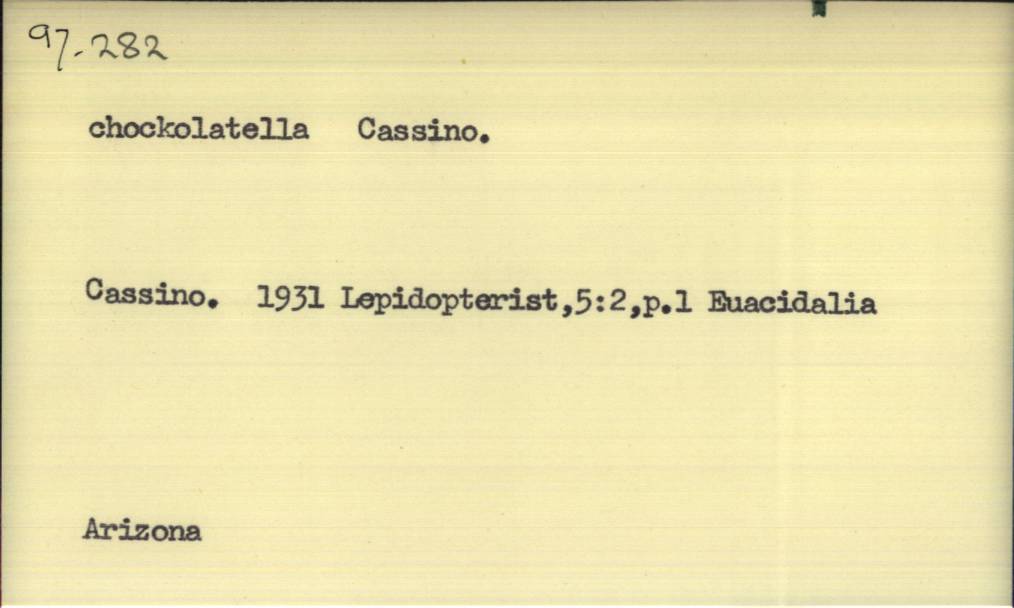 97-282
chockolatella Cassino.
Cassino. 1931 Lepidopterist,5:2,p.1 Euacidalia
Arizona